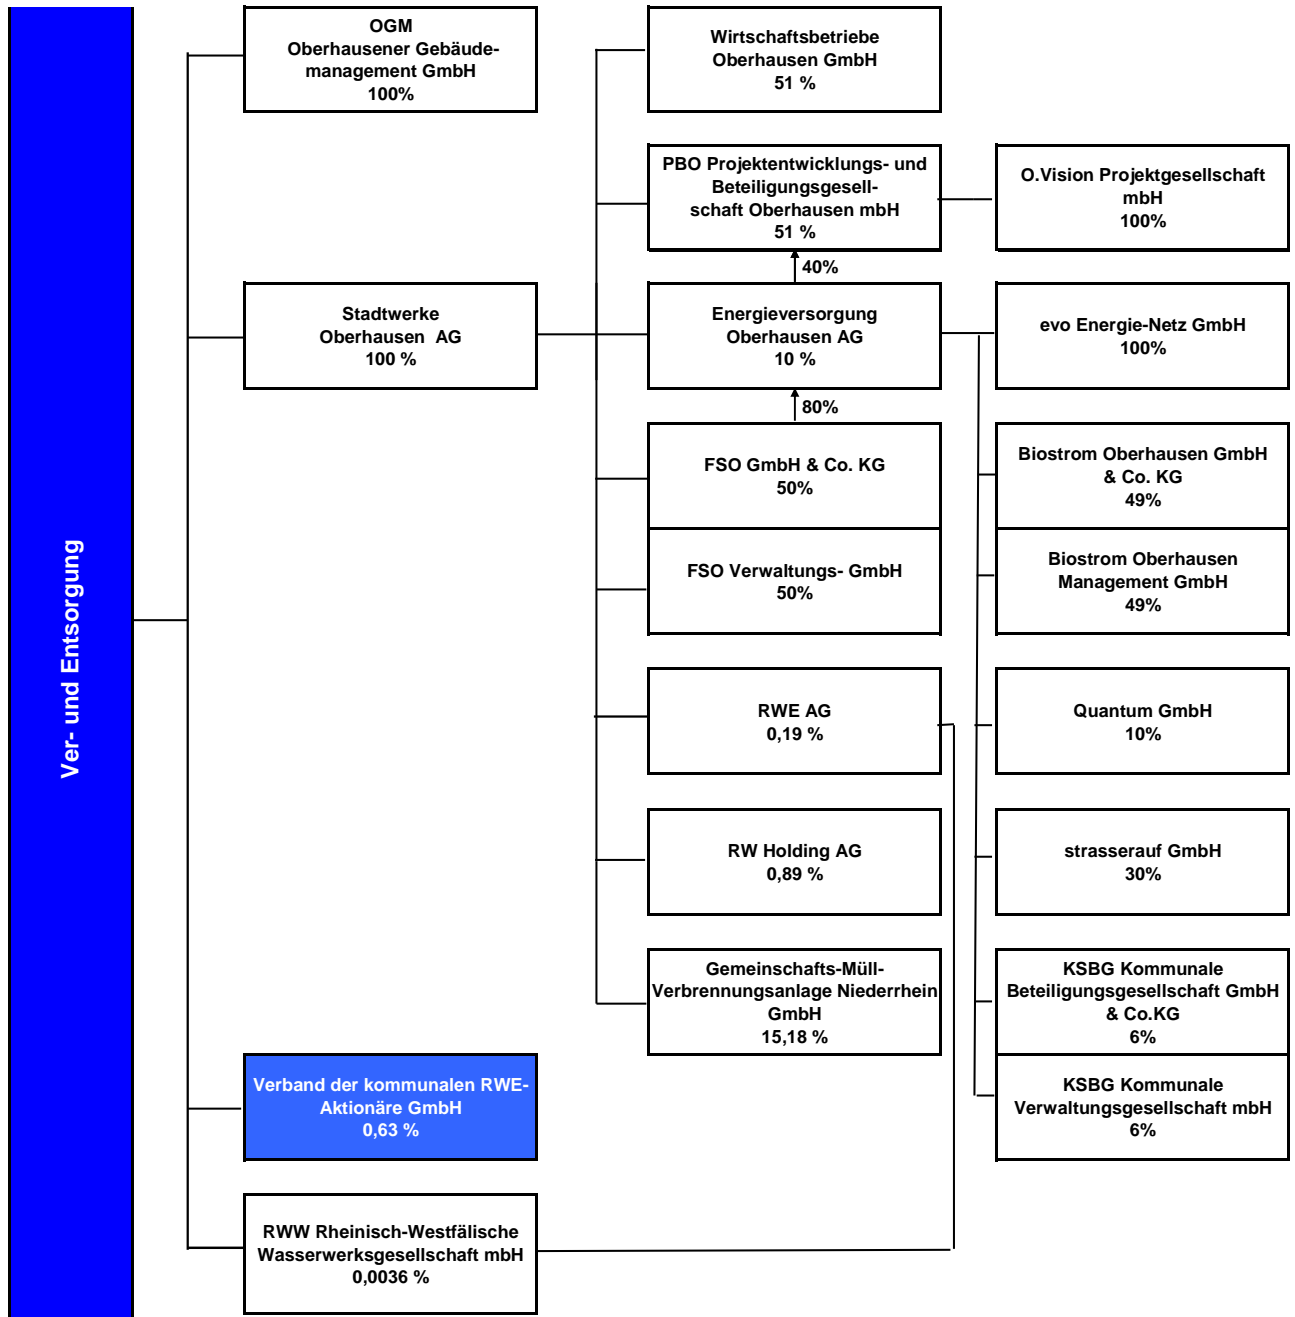 Ver- und Entsorgung
OGM
Oberhausener Gebäude-
management GmbH
100%
Stadtwerke
Oberhausen AG
100 %
Verband der kommunalen RWE-
Aktionäre GmbH
0,63 %
RWW Rheinisch-Westfälische
Wasserwerksgesellschaft mbH
0,0036 %
Wirtschaftsbetriebe
Oberhausen GmbH
51 %
PBO Projektentwicklungs- und
Beteiligungsgesell-
schaft Oberhausen mbH
51 %
40%
Energieversorgung
Oberhausen AG
10 %
80%
FSO GmbH & Co. KG
50%
FSO Verwaltungs- GmbH
50%
RWE AG
0,19 %
RW Holding AG
0,89 %
Gemeinschafts-Müll-
Verbrennungsanlage Niederrhein
GmbH
15,18 %
O.Vision Projektgesellschaft
mbH
100%
evo Energie-Netz GmbH
100%
Biostrom Oberhausen GmbH
& Co. KG
49%
Biostrom Oberhausen
Management GmbH
49%
Quantum GmbH
10%
strasserauf GmbH
30%
KSBG Kommunale
Beteiligungsgesellschaft GmbH
& Co.KG
6%
KSBG Kommunale
Verwaltungsgesellschaft mbH
6%